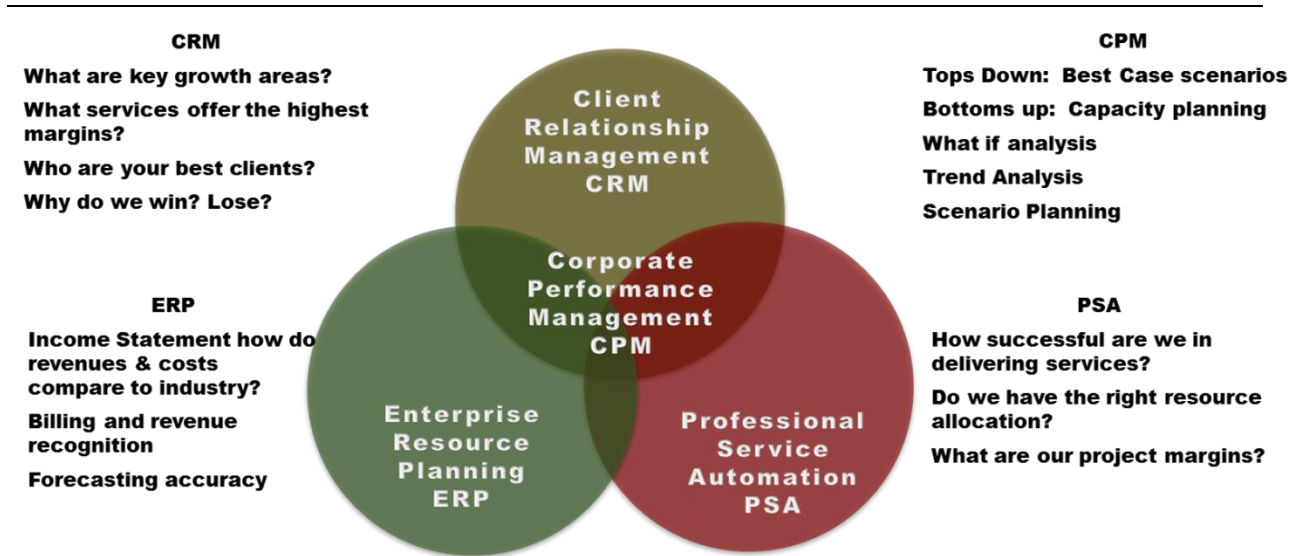 CRM
What are key growth areas?
What services offer the highest
margins?
Who are your best clients?
Why do we win? Lose?
Client
Relationship
Management
CRM
CPM
Tops Down: Best Case scenarios
Bottoms up: Capacity planning
What if analysis
Trend Analysis
Scenario Planning
Corporate
Performance
Management
CPM
ERP
Income Statement how do
revenues & costs
compare to industry?
Billing and revenue
recognition
Forecasting accuracy
Enterprise
Resource
Planning
ERP
Professional
Service
Automation
PSA
PSA
How successful are we in
delivering services?
Do we have the right resource
allocation?
What are our project margins?